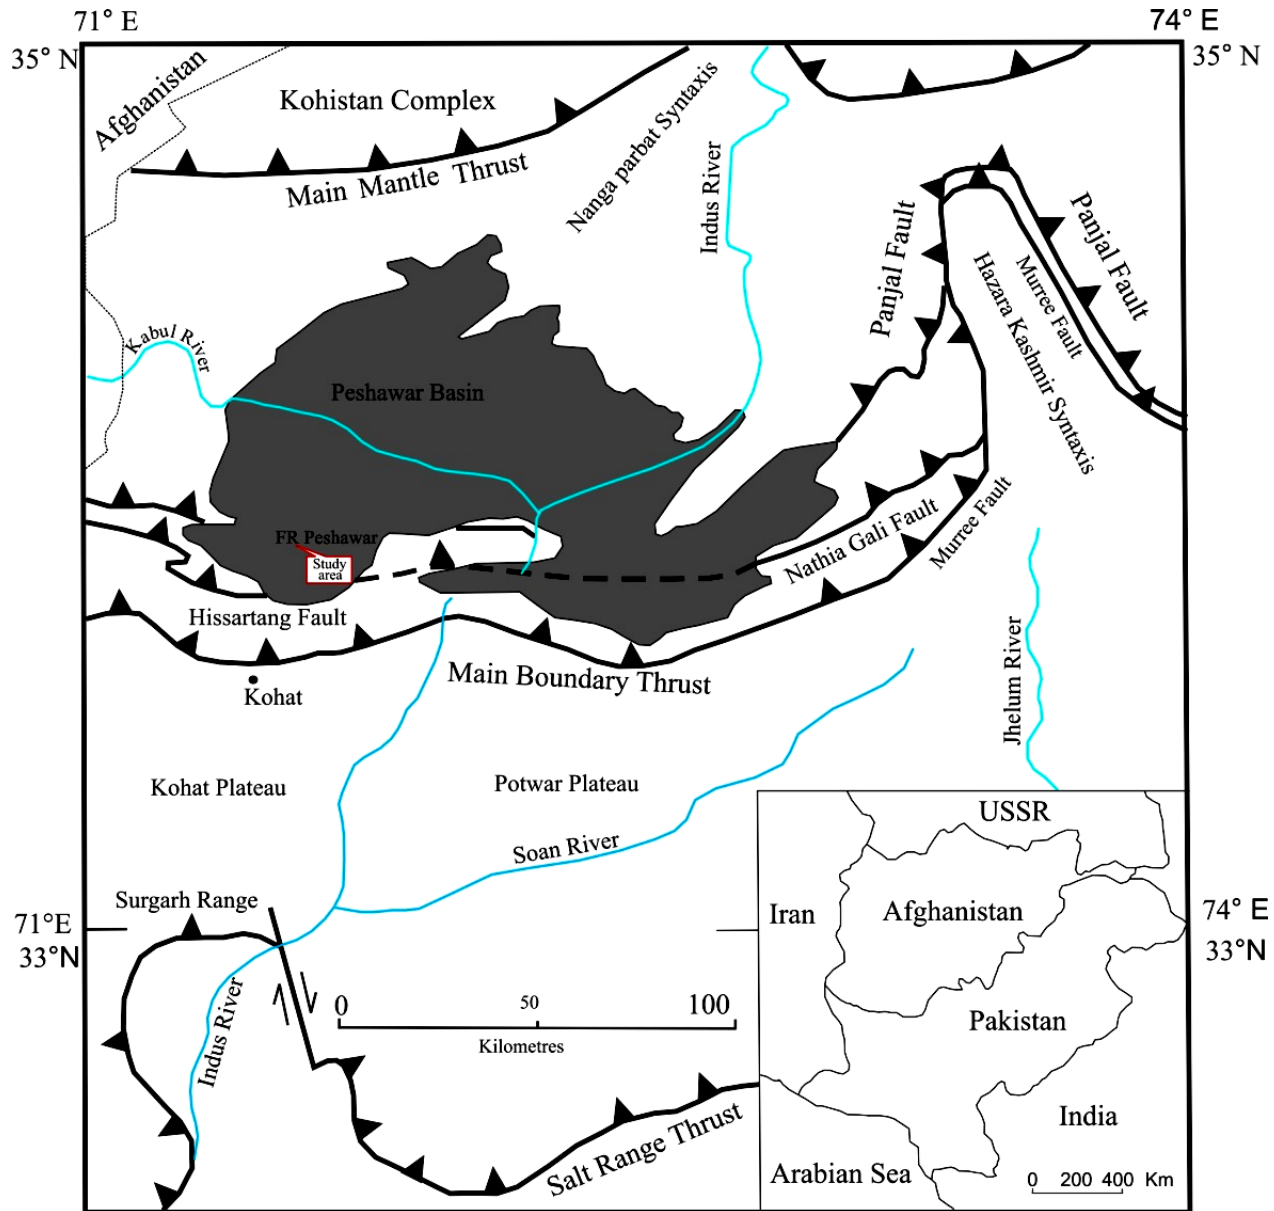 71° E
74° E
35° N
35° N
Afghanistan
Kohistan Complex
Main Mantle Thrust
Nanga parbat Syntaxis
Indus River
Panjal Fault
Panjal Fault
Murree Fault
Hazara Kashmir Syntaxis
Kabul River
Peshawar Basin
FR Peshawar
Study
area
Nathia Gali Fault
Murree Fault
Hissartang Fault
Main Boundary Thrust
Kohat
Jhelum River
Kohat Plateau
Potwar Plateau
Soan River
Surgarh Range
71°E
33°N
74° E
33°N
Indus River
0 50 100
Kilometres
Salt Range Thrust
USSR
Iran
Afghanistan
Pakistan
India
Arabian Sea
0 200 400 Km